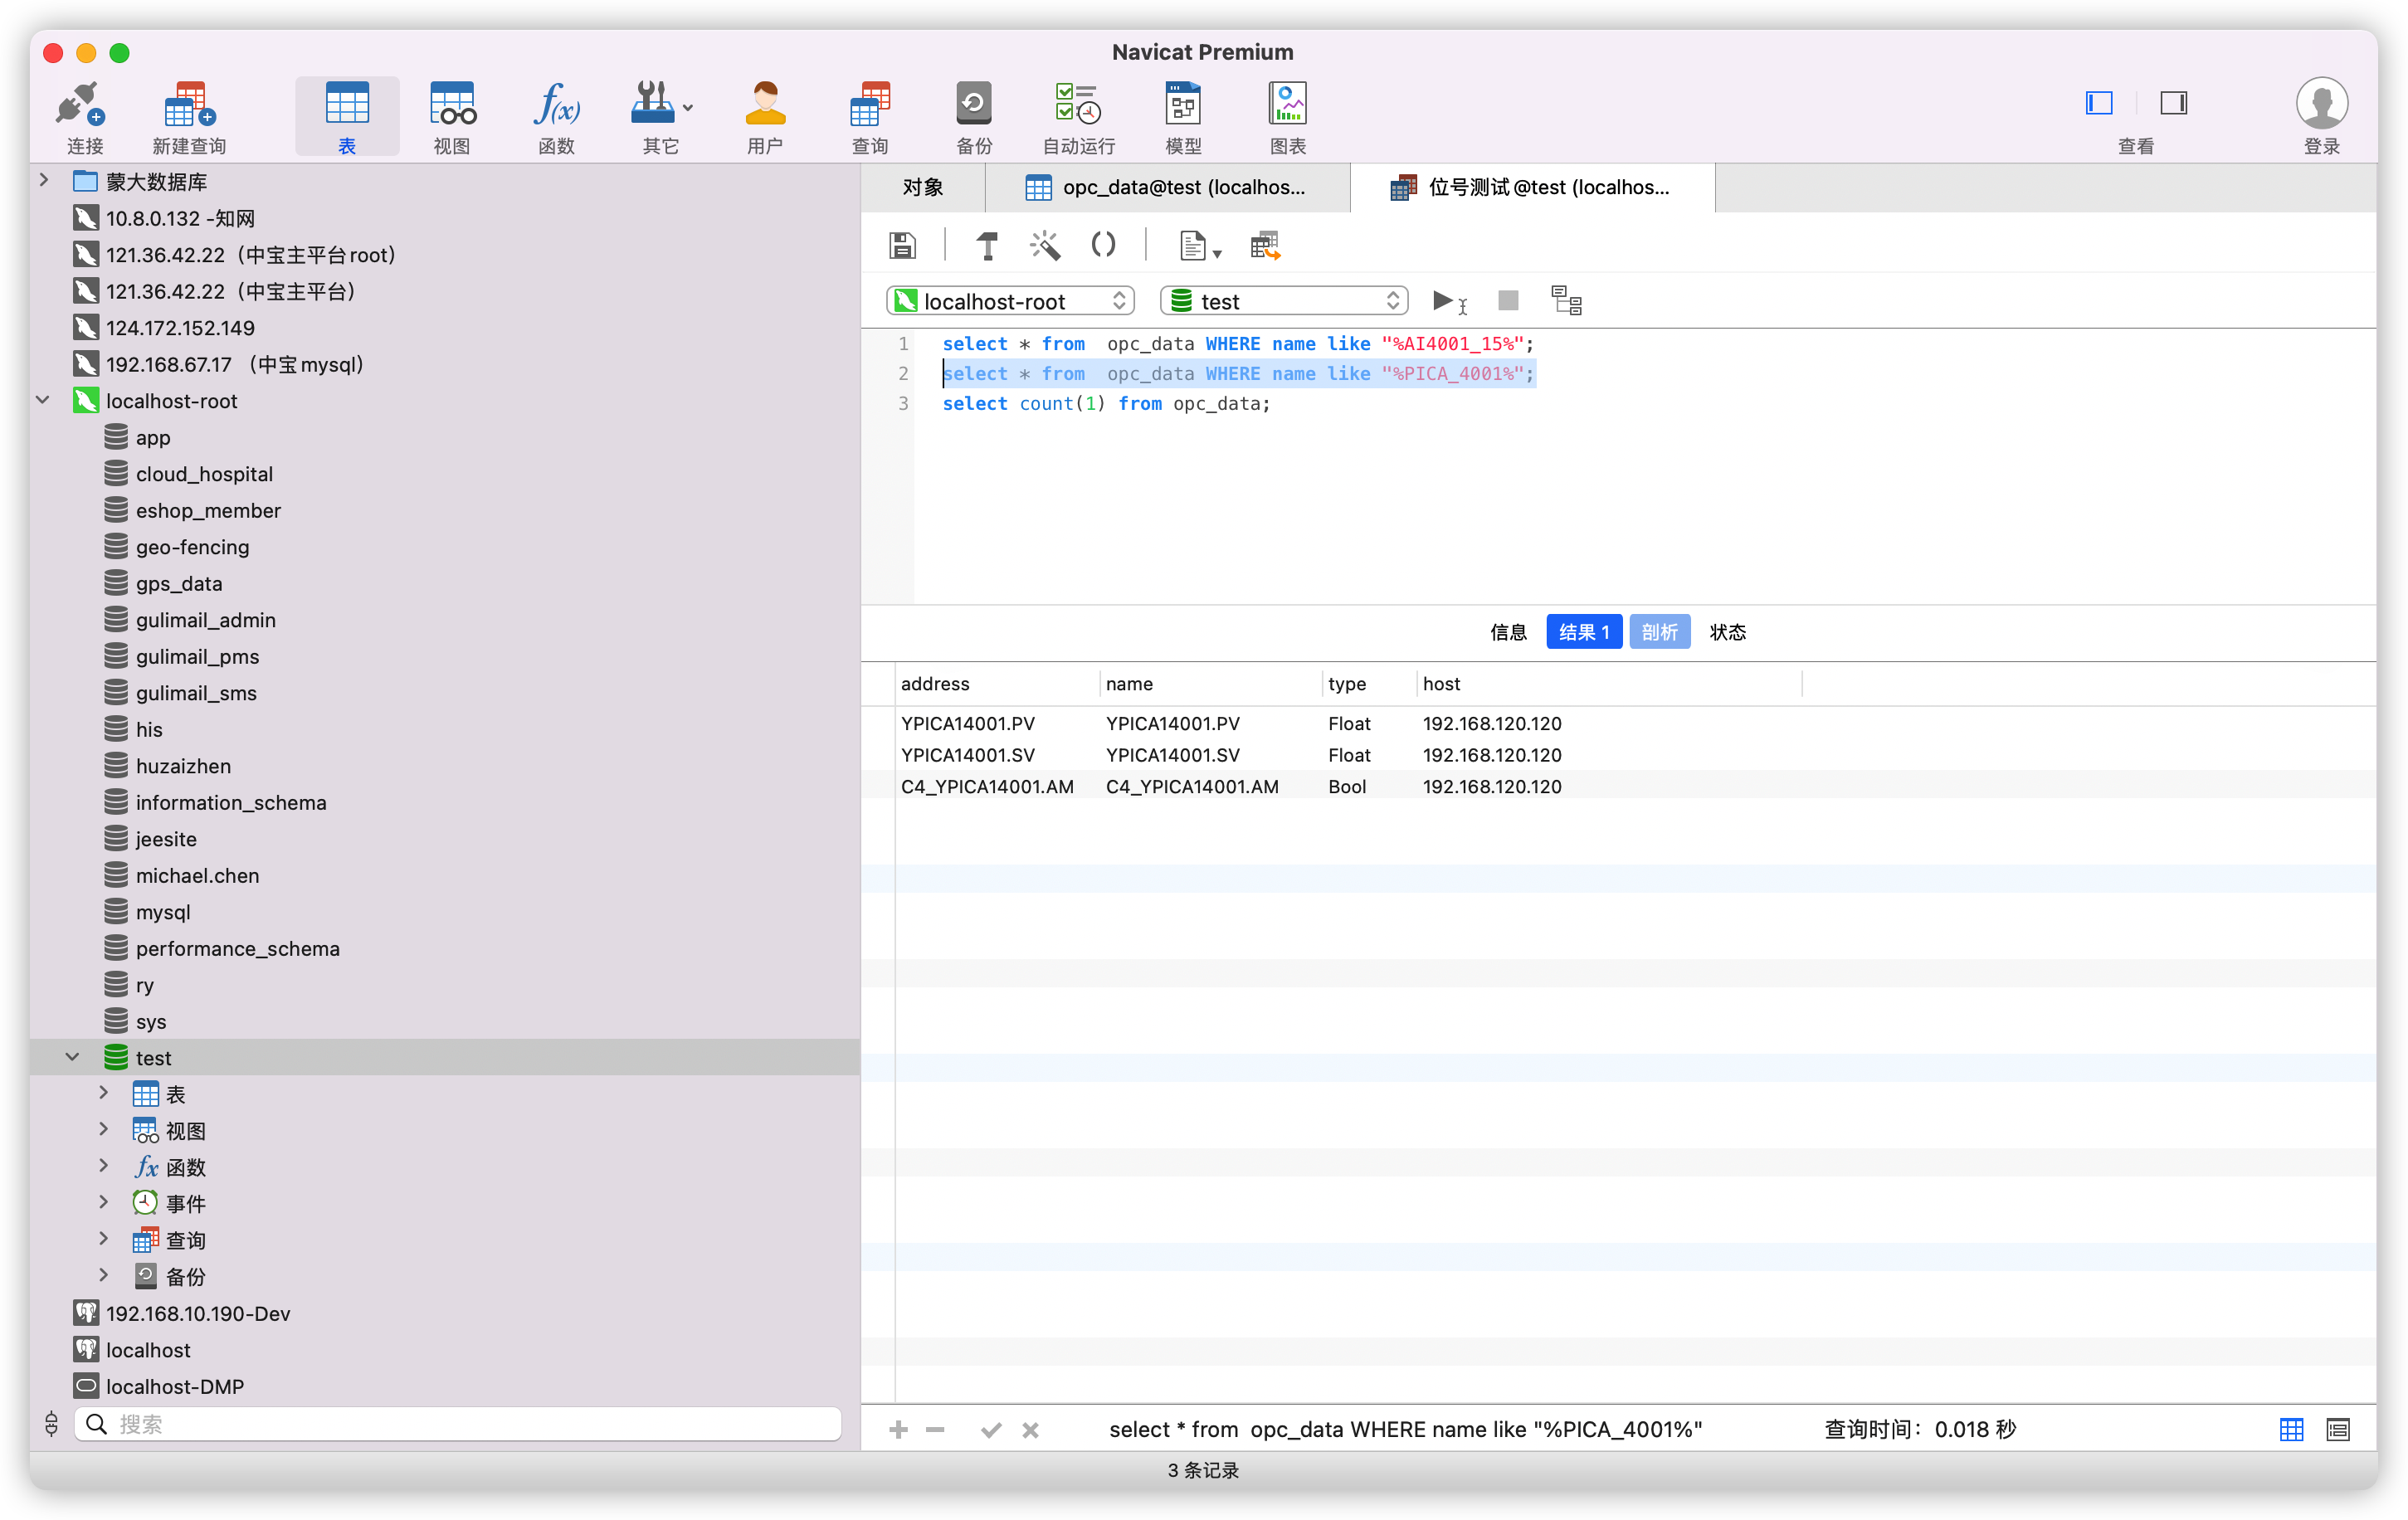 Navicat Premium
连接
新建查询
表
视图
函数
其它
用户
查询
备份
自动运行
模型
图表
查看
登录
蒙大数据库
10.8.0.132 -知网
121.36.42.22（中宝主平台root）
121.36.42.22（中宝主平台）
124.172.152.149
192.168.67.17 （中宝mysql）
localhost-root
app
cloud_hospital
eshop_member
geo-fencing
gps_data
gulimail_admin
gulimail_pms
gulimail_sms
his
huzaizhen
information_schema
jeesite
michael.chen
mysql
performance_schema
ry
sys
test
表
视图
fx 函数
事件
查询
备份
192.168.10.190-Dev
localhost
localhost-DMP
搜索
对象
opc_data@test (localhos...
位号测试@test (localhos...
localhost-root
test
1 select * from  opc_data WHERE name like "%AI4001_15%";
2 select * from  opc_data WHERE name like "%PICA_4001%";
3 select count(1) from opc_data;
信息 结果 1 剖析 状态
address name type host
YPICA14001.PV YPICA14001.PV Float 192.168.120.120
YPICA14001.SV YPICA14001.SV Float 192.168.120.120
C4_YPICA14001.AM C4_YPICA14001.AM Bool 192.168.120.120
select * from  opc_data WHERE name like "%PICA_4001%"
查询时间：0.018 秒
3 条记录